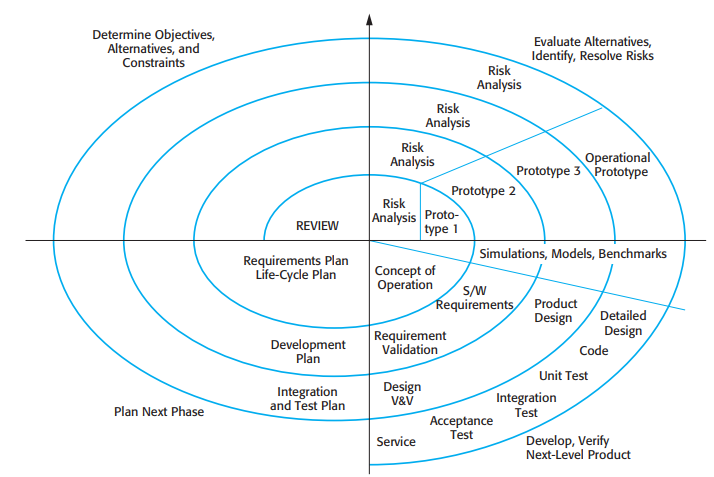 Determine Objectives,
Alternatives, and
Constraints
Evaluate Alternatives,
Identify, Resolve Risks
Risk
Analysis
Risk
Analysis
Risk
Analysis
Risk
Analysis
Proto-
type 1
Prototype 2
Prototype 3
Operational
Prototype
REVIEW
Requirements Plan
Life-Cycle Plan
Concept of
Operation
Simulations, Models, Benchmarks
S/W
Requirements
Product
Design
Detailed
Design
Development
Plan
Requirement
Validation
Code
Unit Test
Integration
and Test Plan
Design
V&V
Integration
Test
Plan Next Phase
Acceptance
Test
Service
Develop, Verify
Next-Level Product